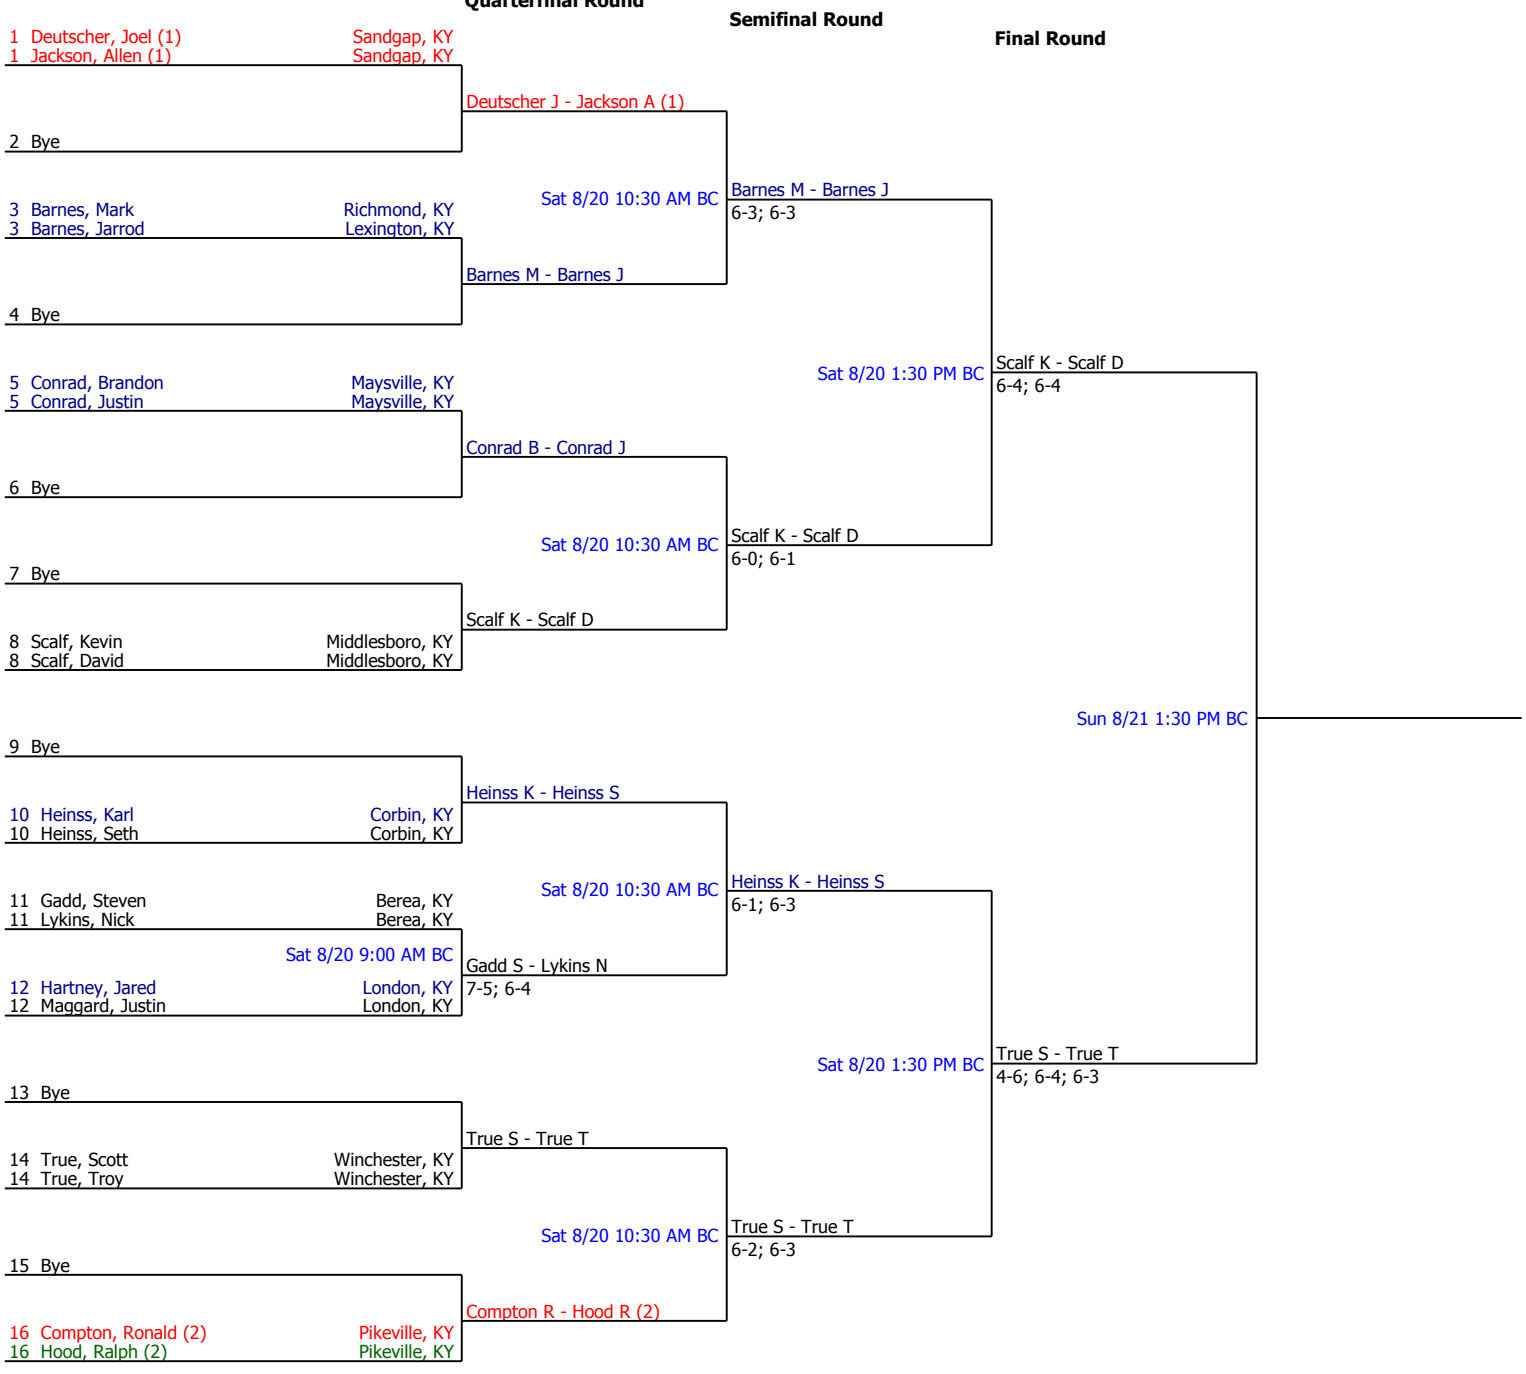 Quarterfinal Round
Semifinal Round
Final Round
1 Deutscher, Joel (1) Sandgap, KY
1 Jackson, Allen (1) Sandgap, KY
Deutscher J - Jackson A (1)
2 Bye
Sat 8/20 10:30 AM BC
Barnes M - Barnes J
6-3; 6-3
3 Barnes, Mark Richmond, KY
3 Barnes, Jarrod Lexington, KY
Barnes M - Barnes J
4 Bye
Sat 8/20 1:30 PM BC
Scalf K - Scalf D
6-4; 6-4
5 Conrad, Brandon Maysville, KY
5 Conrad, Justin Maysville, KY
Conrad B - Conrad J
6 Bye
Sat 8/20 10:30 AM BC
Scalf K - Scalf D
6-0; 6-1
7 Bye
Scalf K - Scalf D
8 Scalf, Kevin Middlesboro, KY
8 Scalf, David Middlesboro, KY
Sun 8/21 1:30 PM BC
9 Bye
Heinss K - Heinss S
10 Heinss, Karl Corbin, KY
10 Heinss, Seth Corbin, KY
Sat 8/20 10:30 AM BC
Heinss K - Heinss S
6-1; 6-3
11 Gadd, Steven Berea, KY
11 Lykins, Nick Berea, KY
Sat 8/20 9:00 AM BC
Gadd S - Lykins N
7-5; 6-4
12 Hartney, Jared London, KY
12 Maggard, Justin London, KY
Sat 8/20 1:30 PM BC
True S - True T
4-6; 6-4; 6-3
13 Bye
True S - True T
14 True, Scott Winchester, KY
14 True, Troy Winchester, KY
Sat 8/20 10:30 AM BC
True S - True T
6-2; 6-3
15 Bye
Compton R - Hood R (2)
16 Compton, Ronald (2) Pikeville, KY
16 Hood, Ralph (2) Pikeville, KY